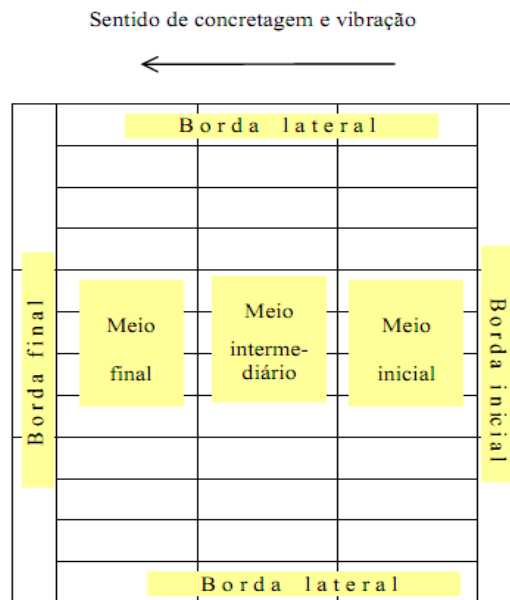 Sentido de concretagem e vibração
Borda lateral
Borda final
Meio
final
Meio
interme-
diário
Meio
inicial
Borda inicial
Borda lateral